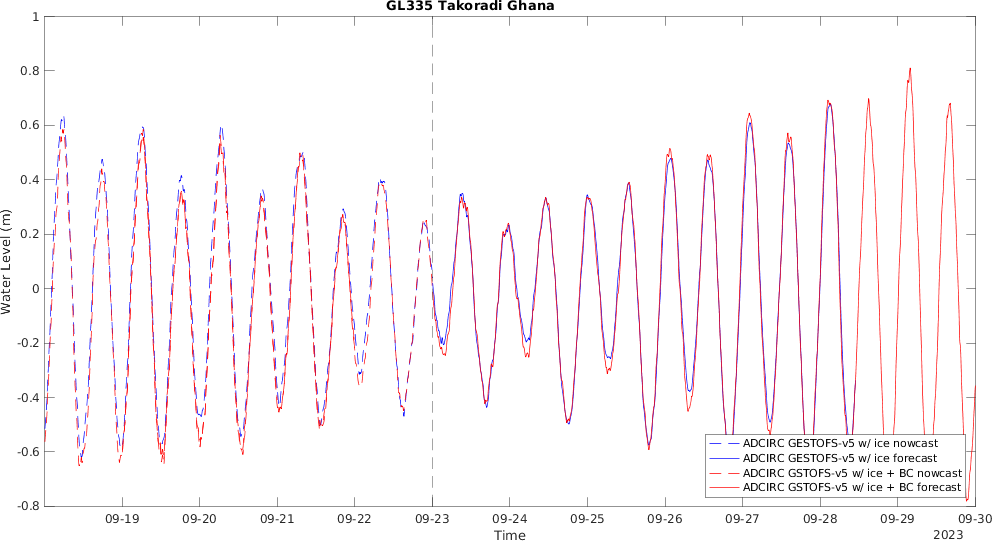 GL335 Takoradi Ghana
1
0.8
0.6
0.4
0.2
0
-0.2
-0.4
-0.6
-0.8
Water Level (m)
ADCIRC GESTOFS-v5 w/ ice nowcast
ADCIRC GESTOFS-v5 w/ ice forecast
ADCIRC GSTOFS-v5 w/ ice + BC nowcast
ADCIRC GSTOFS-v5 w/ ice + BC forecast
09-19 09-20 09-21 09-22 09-23 09-24 09-25 09-26 09-27 09-28 09-29 09-30
Time
2023